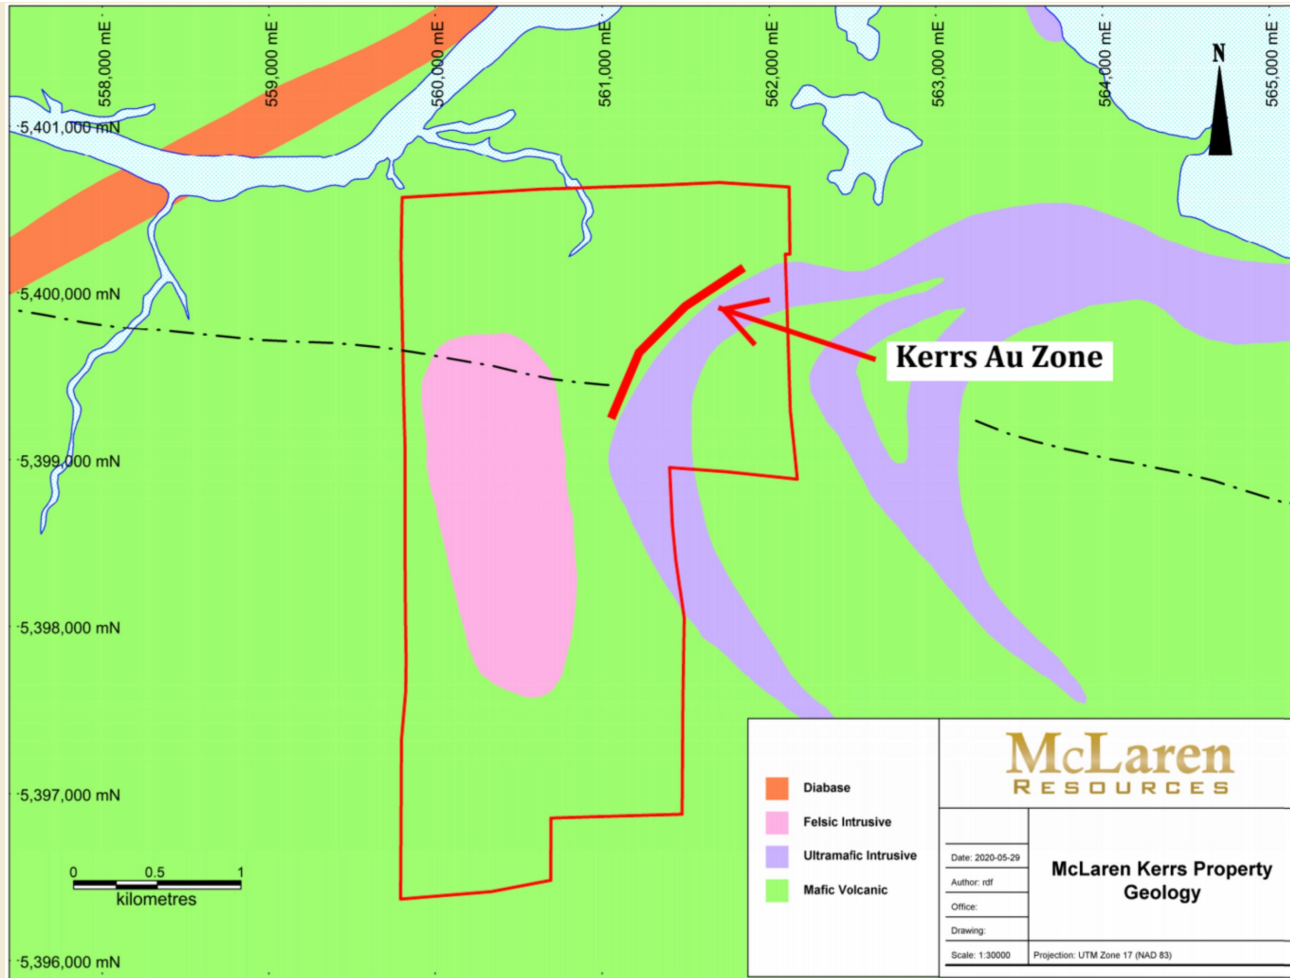 558,000 mE
559,000 mE
560,000 mE
561,000 mE
562,000 mE
563,000 mE
564,000 mE
565,000 mE
N
5,401,000 mN
5,400,000 mN
Kerrs Au Zone
5,399,000 mN
5,398,000 mN
5,397,000 mN
5,396,000 mN
0 0.5 1
kilometres
Diabase
Felsic Intrusive
Ultramafic Intrusive
Mafic Volcanic
McLaren
RESOURCES
Date: 2020-05-29
Author: rdf
Office:
Drawing:
Scale: 1:30000
McLaren Kerrs Property
Geology
Projection: UTM Zone 17 (NAD 83)